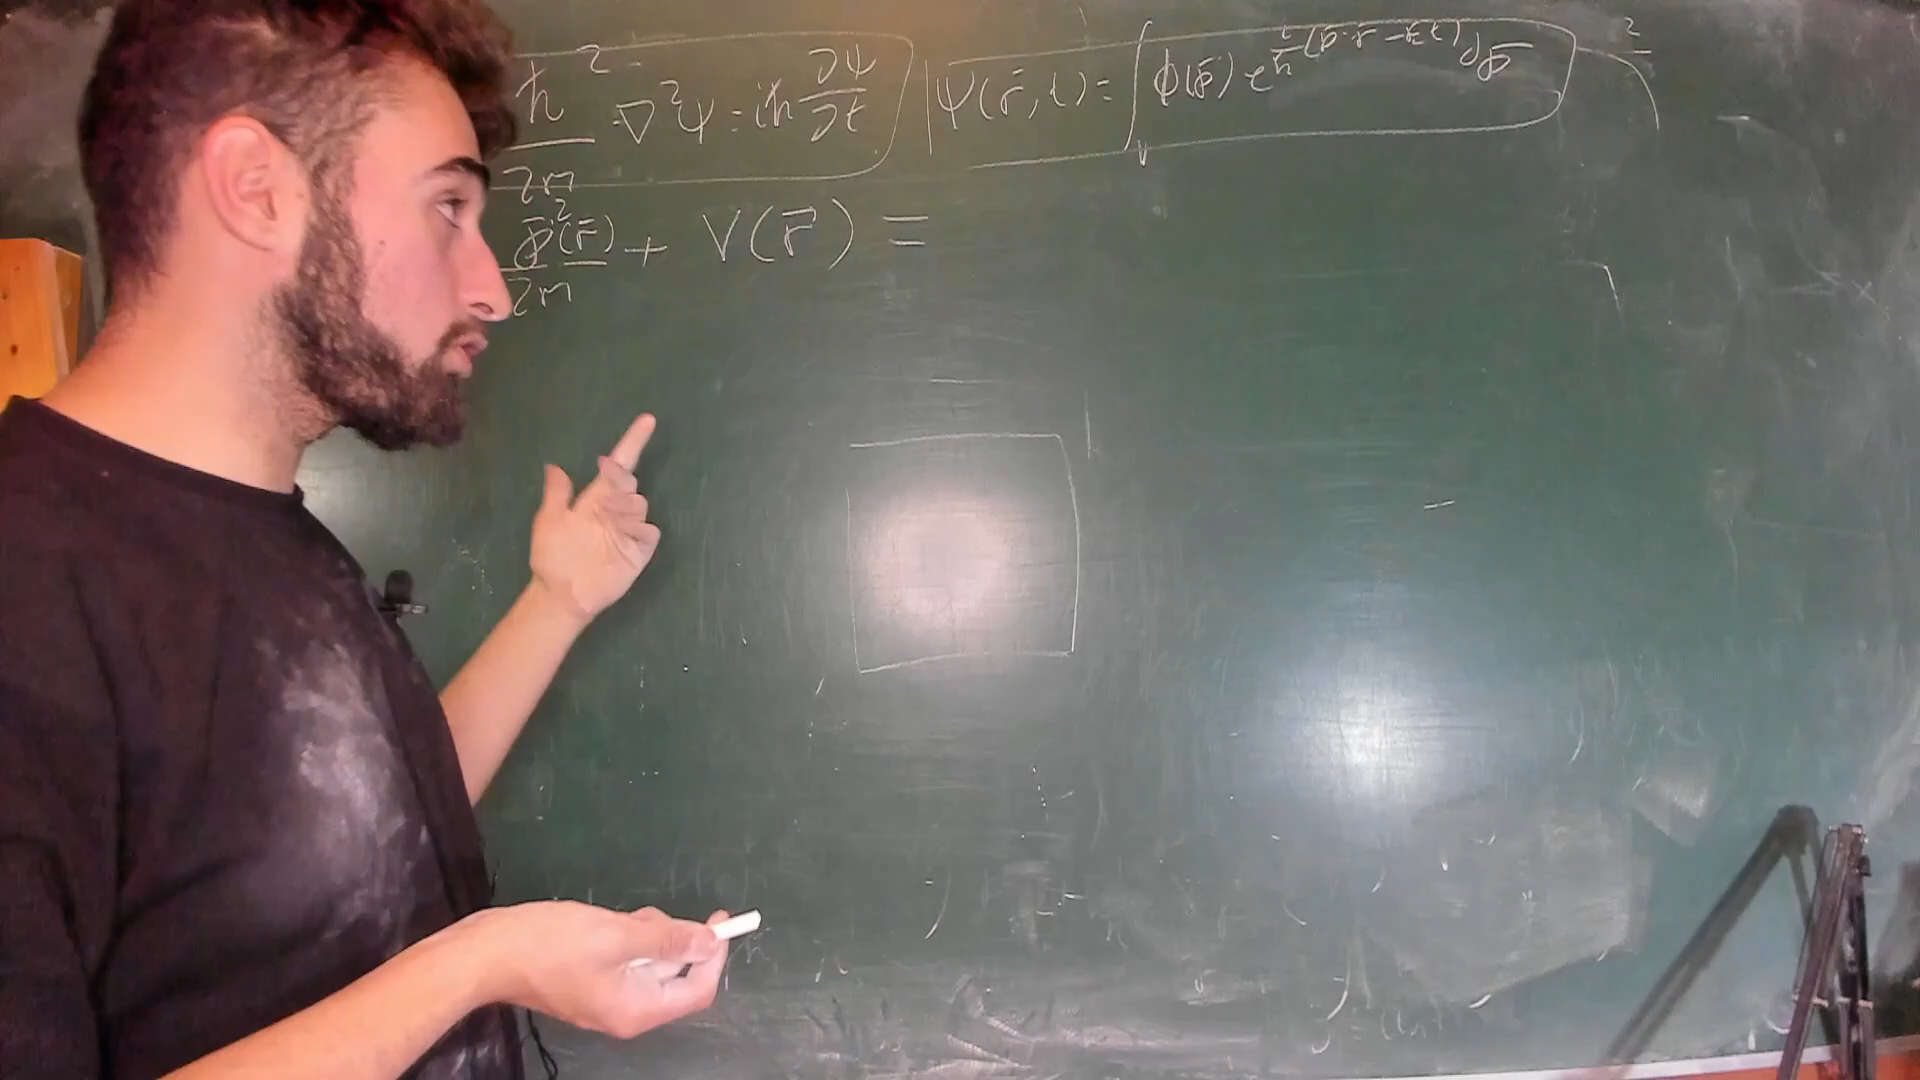 ħ²/2m ∇²ψ = iħ ∂ψ/∂t | ψ(r̄,t) = ∫ϕ(p̄) e^{i/ħ(p̄·r̄ - Et)} dp̄
p̄²(r̄)/2m + V(r̄) =